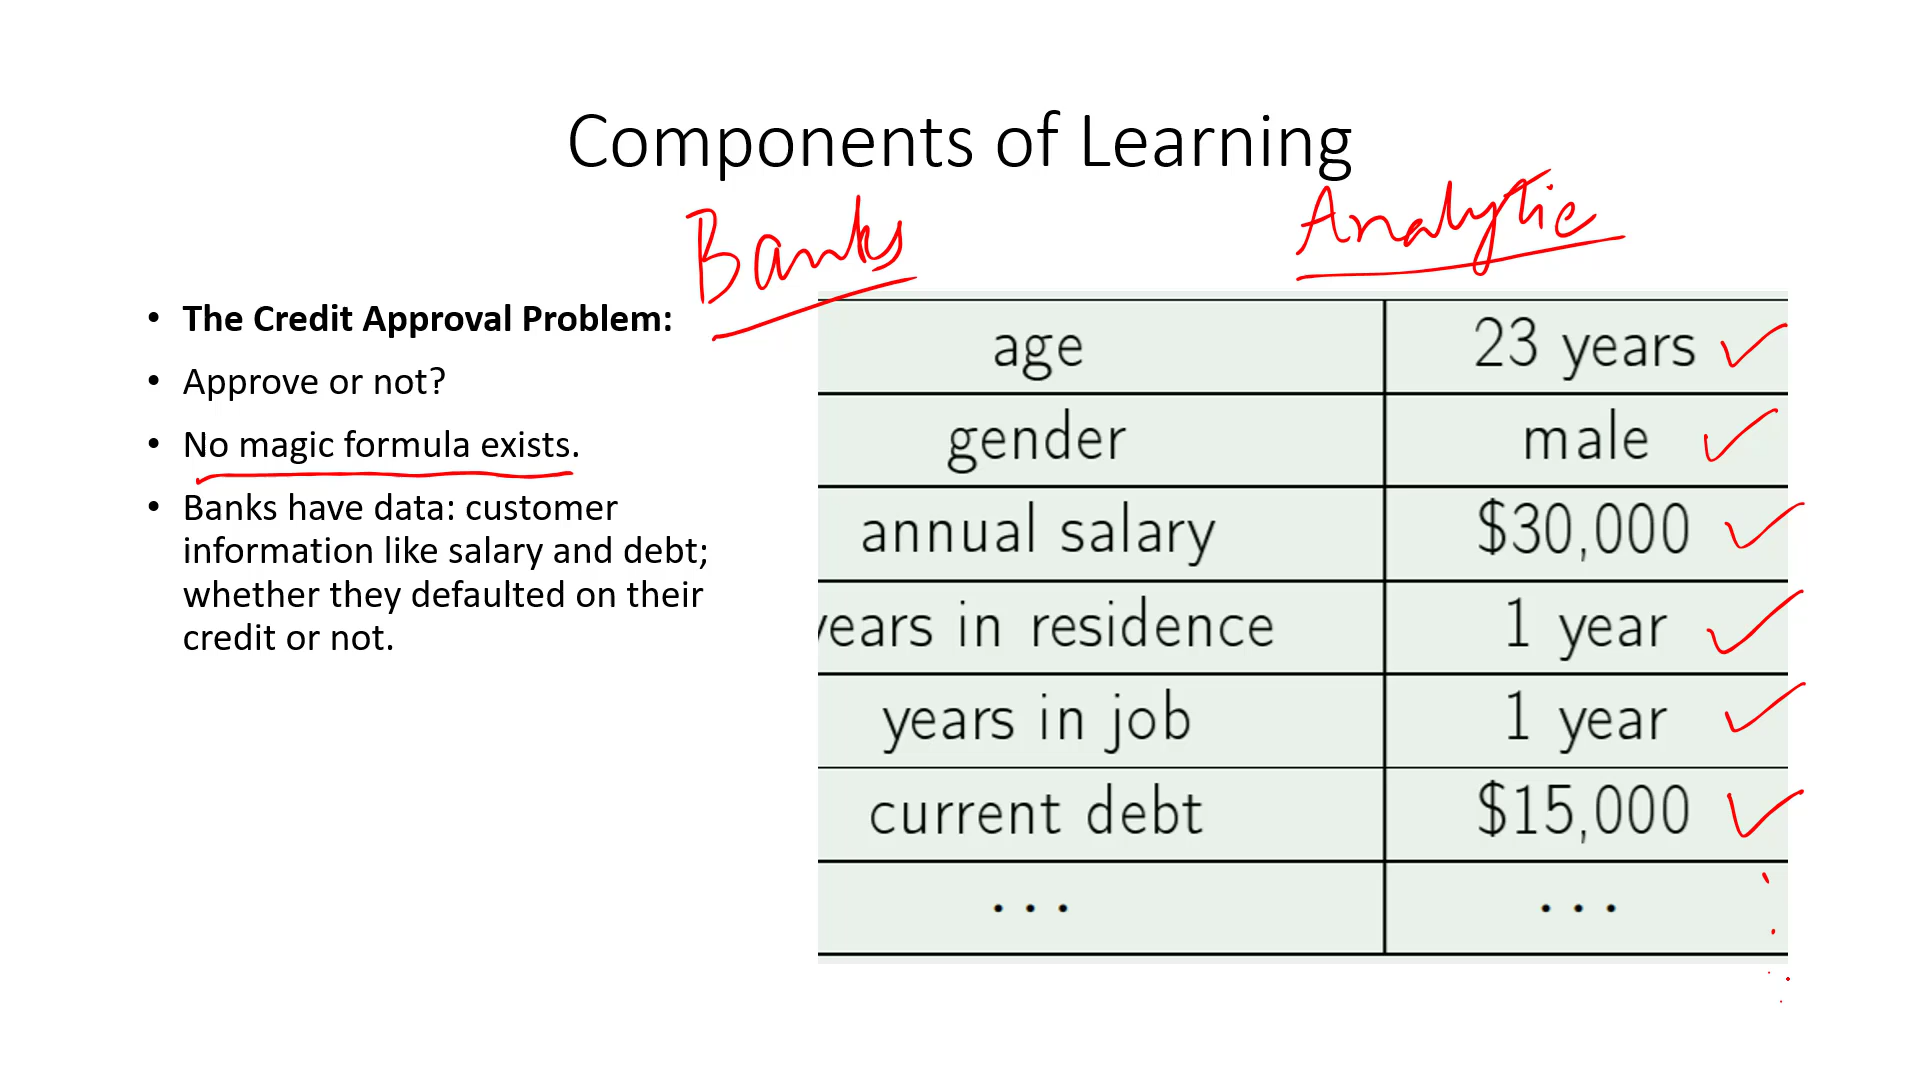 Components of Learning
Banks
Analytic
• The Credit Approval Problem:
• Approve or not?
• No magic formula exists.
• Banks have data: customer
information like salary and debt;
whether they defaulted on their
credit or not.
age 23 years
gender male
annual salary $30,000
years in residence 1 year
years in job 1 year
current debt $15,000
... ...